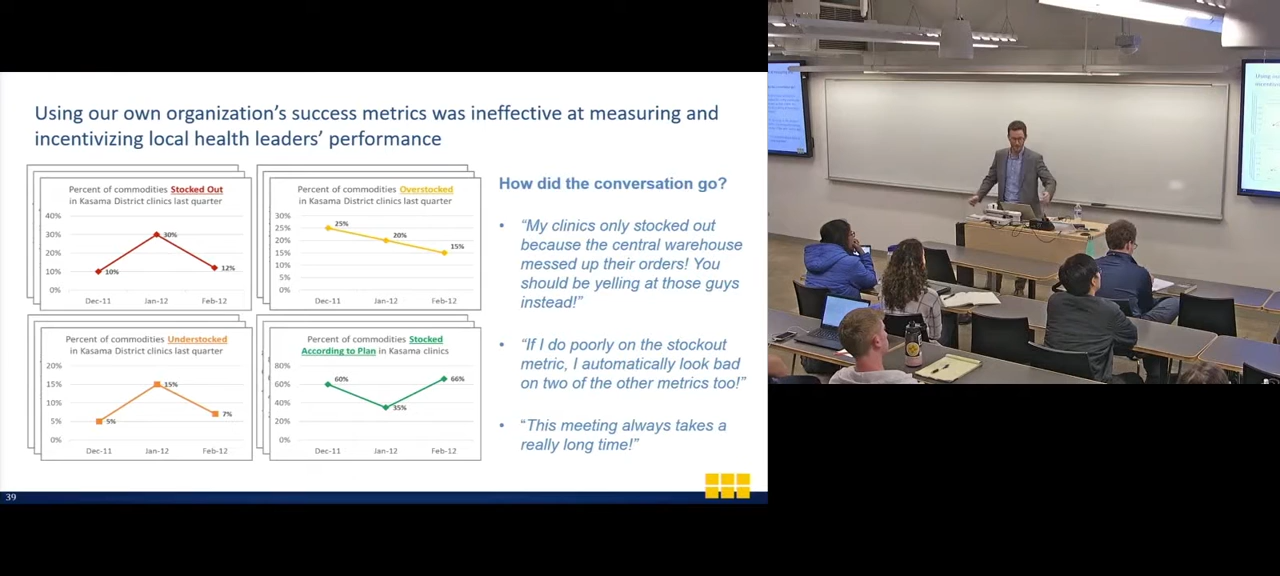 Using our own organization's success metrics was ineffective at measuring and
incentivizing local health leaders' performance
Percent of commodities Stocked Out
in Kasama District clinics last quarter
40%
30%
20%
10%
0%
10%
30%
12%
Dec-11 Jan-12 Feb-12
Percent of commodities Overstocked
in Kasama District clinics last quarter
30%
25%
20%
15%
10%
5%
0%
25%
20%
15%
Dec-11 Jan-12 Feb-12
Percent of commodities Understocked
in Kasama District clinics last quarter
20%
15%
10%
5%
0%
5%
15%
7%
Dec-11 Jan-12 Feb-12
Percent of commodities Stocked
According to Plan in Kasama clinics
80%
60%
40%
20%
0%
60%
35%
66%
Dec-11 Jan-12 Feb-12
How did the conversation go?
• "My clinics only stocked out
because the central warehouse
messed up their orders! You
should be yelling at those guys
instead!"
• "If I do poorly on the stockout
metric, I automatically look bad
on two of the other metrics too!"
• "This meeting always takes a
really long time!"
39